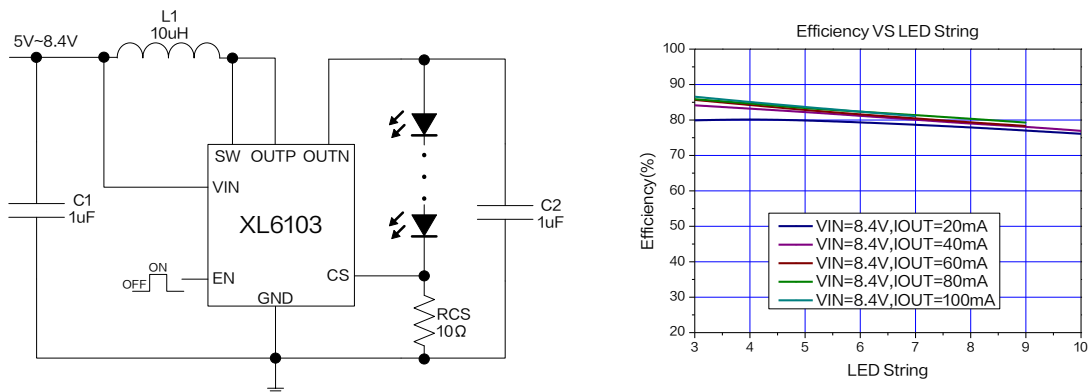 L1
10uH
5V~8.4V
SW OUTP OUTN
VIN
XL6103
C1
1uF
C2
1uF
ON
OFF
EN
CS
GND
RCS
10Ω
Efficiency VS LED String
Efficiency(%)
100
90
80
70
60
50
40
30
20
VIN=8.4V,IOUT=20mA
VIN=8.4V,IOUT=40mA
VIN=8.4V,IOUT=60mA
VIN=8.4V,IOUT=80mA
VIN=8.4V,IOUT=100mA
3 4 5 6 7 8 9 10
LED String